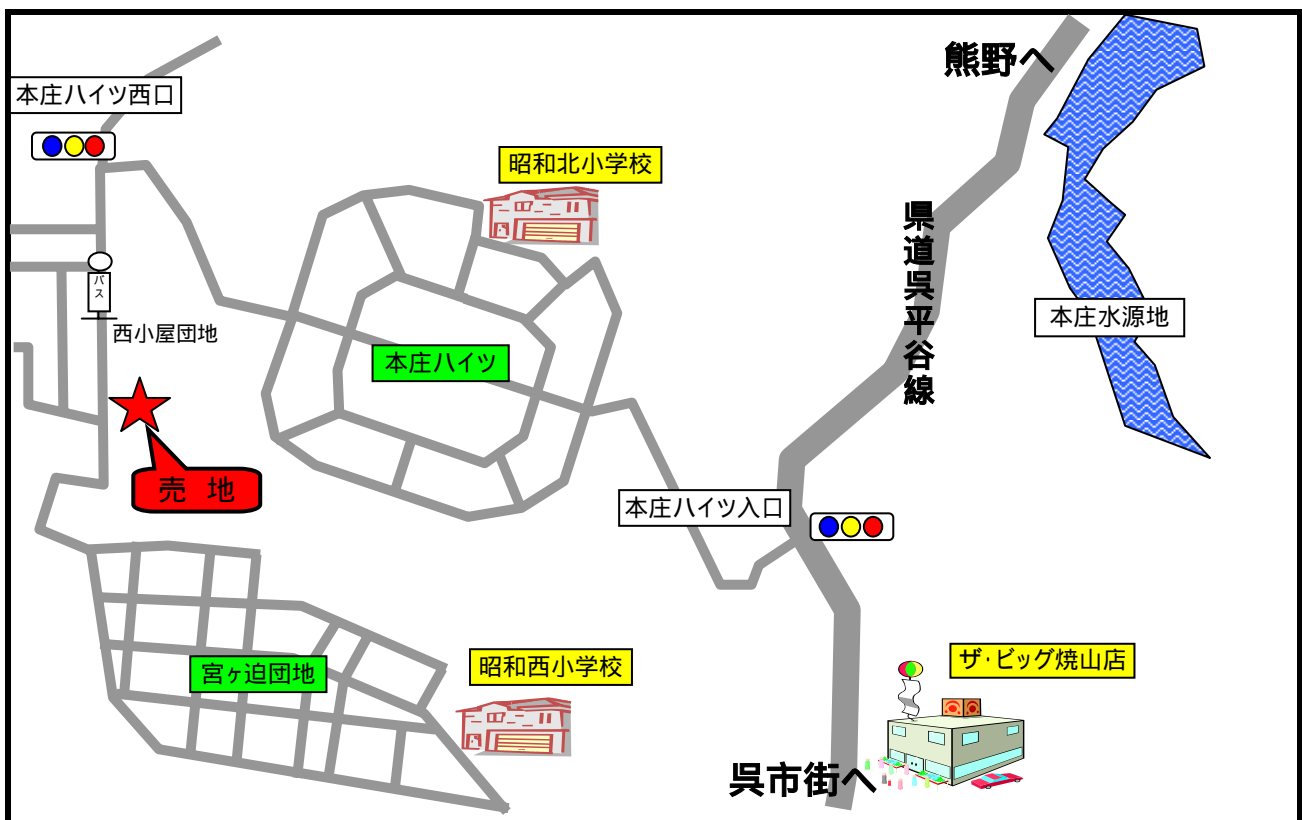 熊野へ
本庄ハイツ西口
昭和北小学校
県道呉平谷線
バス
西小屋団地
本庄水源地
本庄ハイツ
売 地
本庄ハイツ入口
宮ヶ迫団地
昭和西小学校
ザ・ビッグ焼山店
呉市街へ